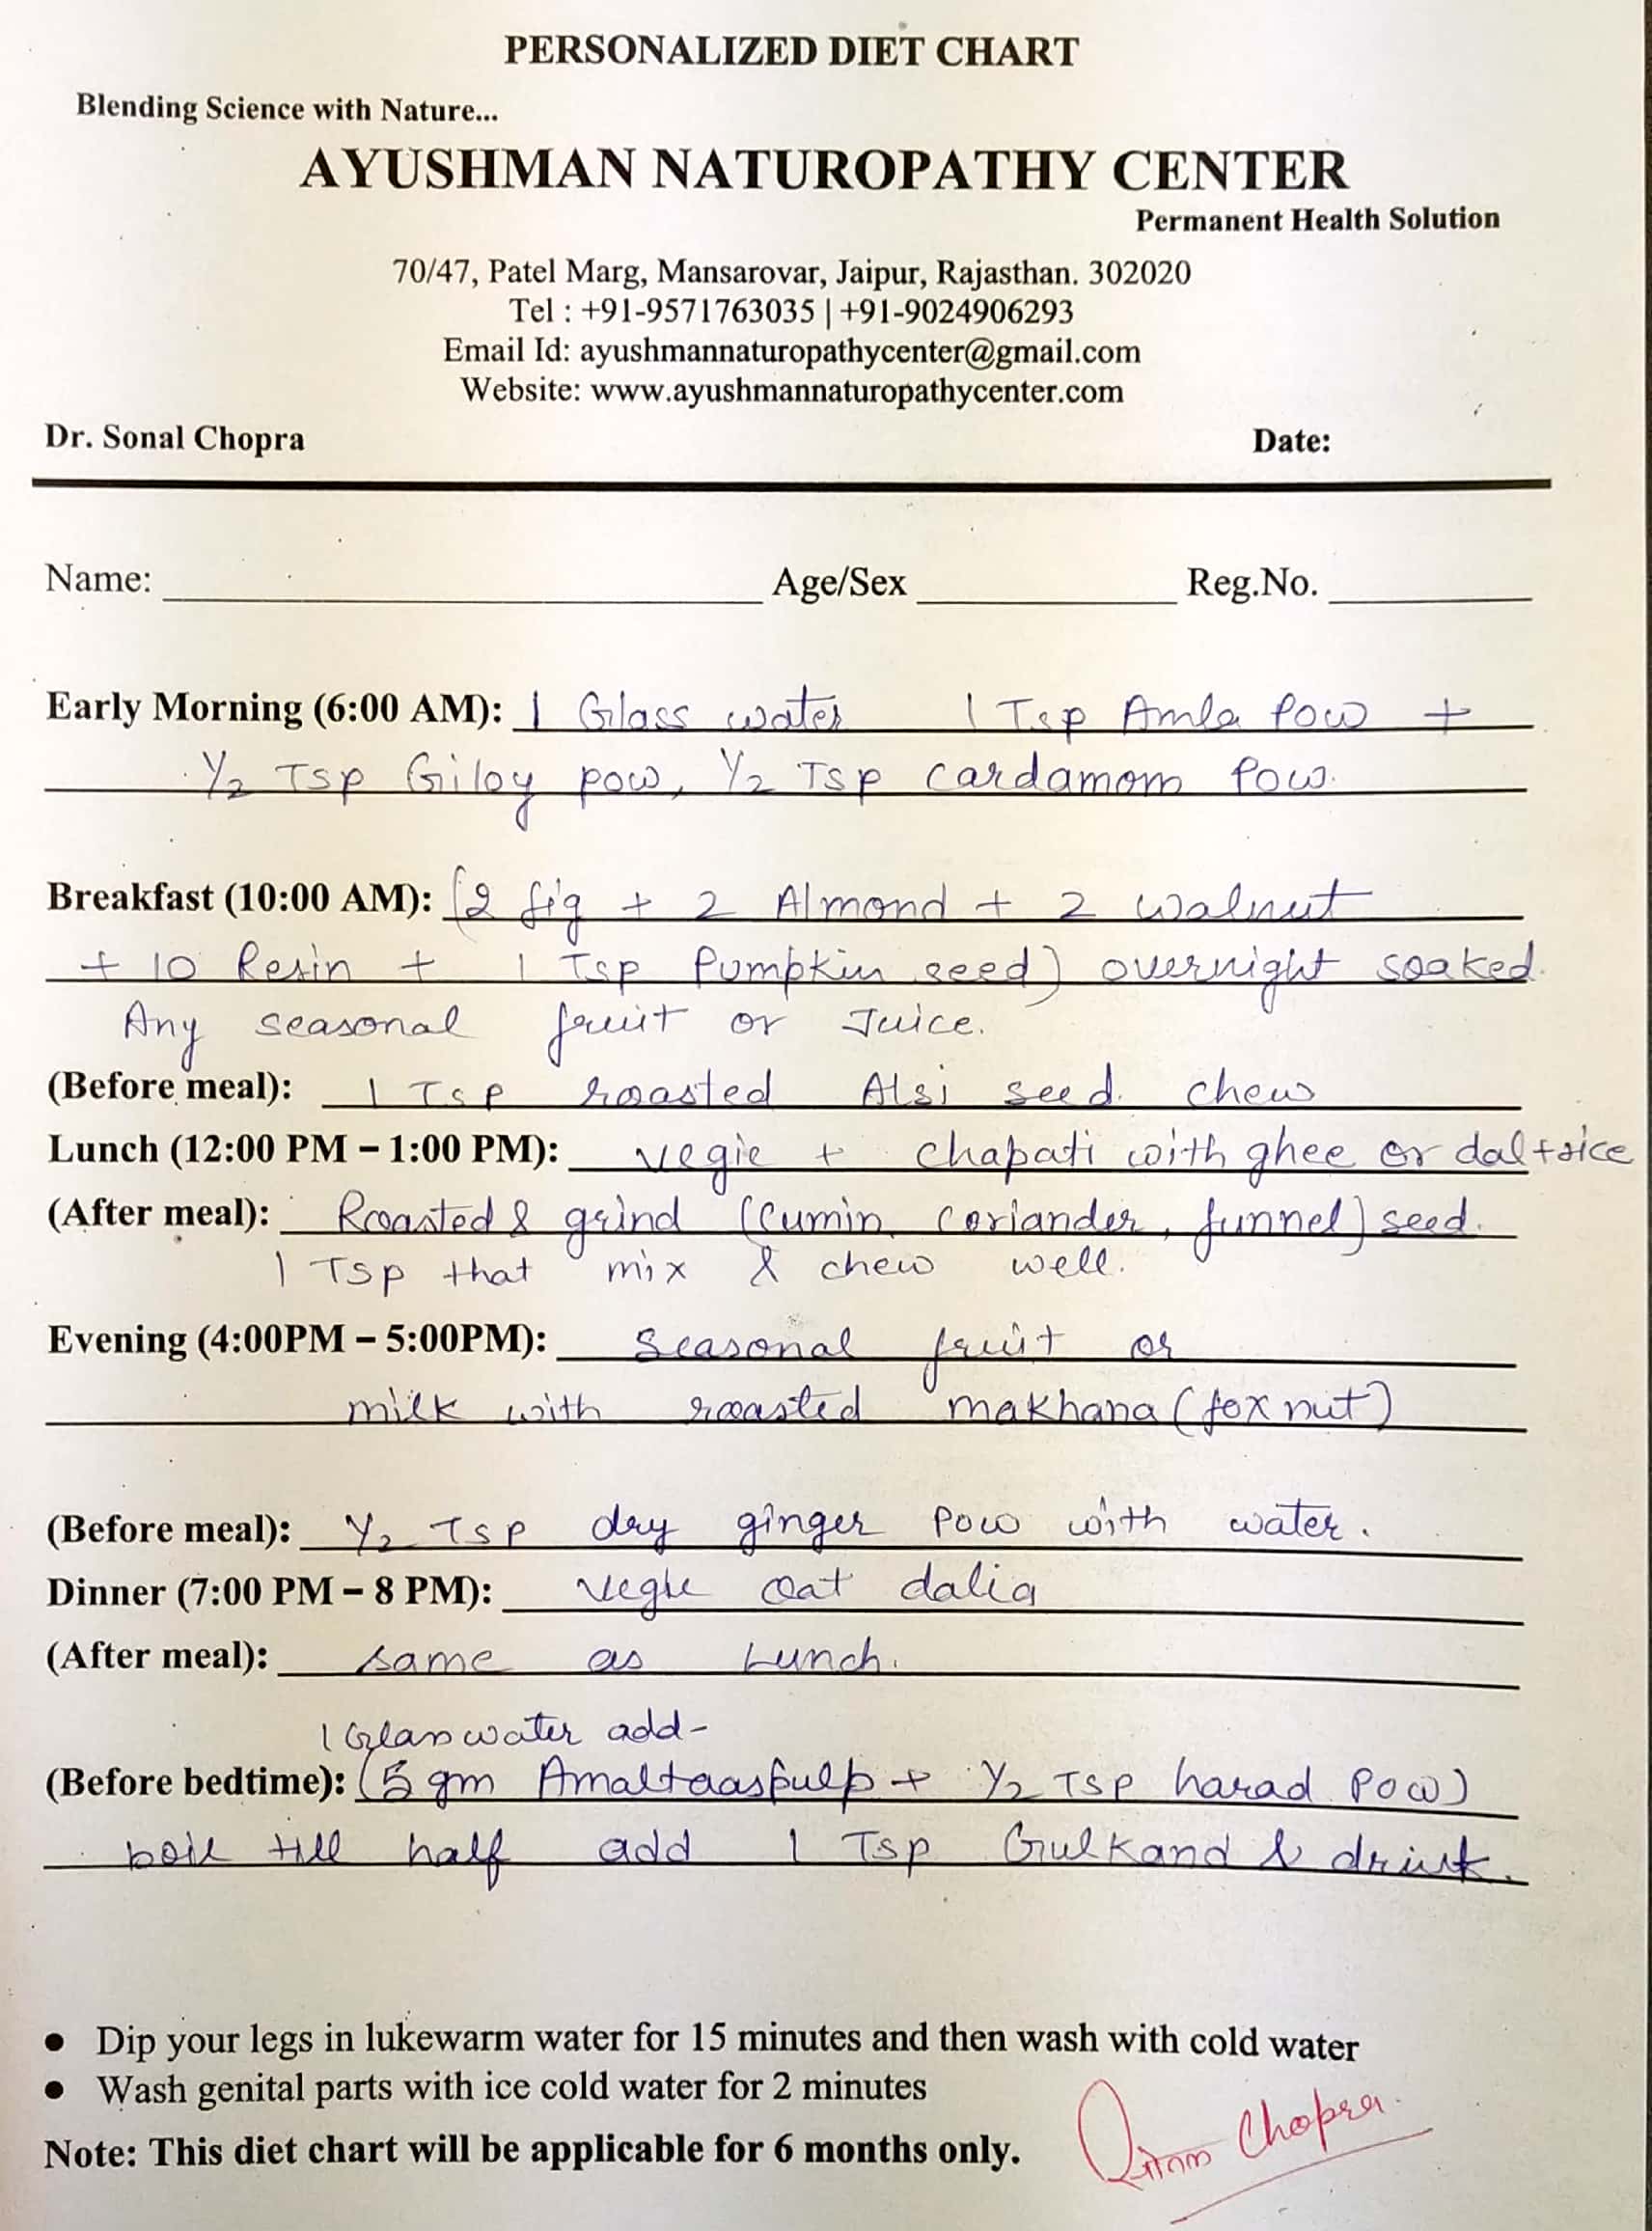 PERSONALIZED DIET CHART
Blending Science with Nature...
AYUSHMAN NATUROPATHY CENTER
Permanent Health Solution
70/47, Patel Marg, Mansarovar, Jaipur, Rajasthan. 302020
Tel : +91-9571763035 | +91-9024906293
Email Id: ayushmannaturopathycenter@gmail.com
Website: www.ayushmannaturopathycenter.com
Dr. Sonal Chopra Date:
Name: Age/Sex Reg.No.
Early Morning (6:00 AM): 1 Glass water 1 Tsp Amla Pow +
1/2 Tsp Giloy pow, 1/2 Tsp cardamom Pow.
Breakfast (10:00 AM): (2 fig + 2 Almond + 2 walnut
+ 10 Resin + 1 Tsp Pumpkin seed) overnight soaked.
Any seasonal fruit or Juice.
(Before meal): 1 Tsp roasted Alsi seed. chew
Lunch (12:00 PM – 1:00 PM): vegie + chapati with ghee or dal+rice
(After meal): Roasted & grind (cumin, coriander, funnel) seed.
1 Tsp that mix & chew well.
Evening (4:00PM – 5:00PM): Seasonal fruit or
milk with roasted makhana (fox nut)
(Before meal): 1/2 Tsp dry ginger Pow with water.
Dinner (7:00 PM – 8 PM): Vegie oat dalia
(After meal): same as Lunch.
1 Glass water add-
(Before bedtime): (5 gm Amaltaaspulp + 1/2 Tsp harad Pow)
boil till half add 1 Tsp Gulkand & drink.
• Dip your legs in lukewarm water for 15 minutes and then wash with cold water
• Wash genital parts with ice cold water for 2 minutes
Note: This diet chart will be applicable for 6 months only.
Chopra